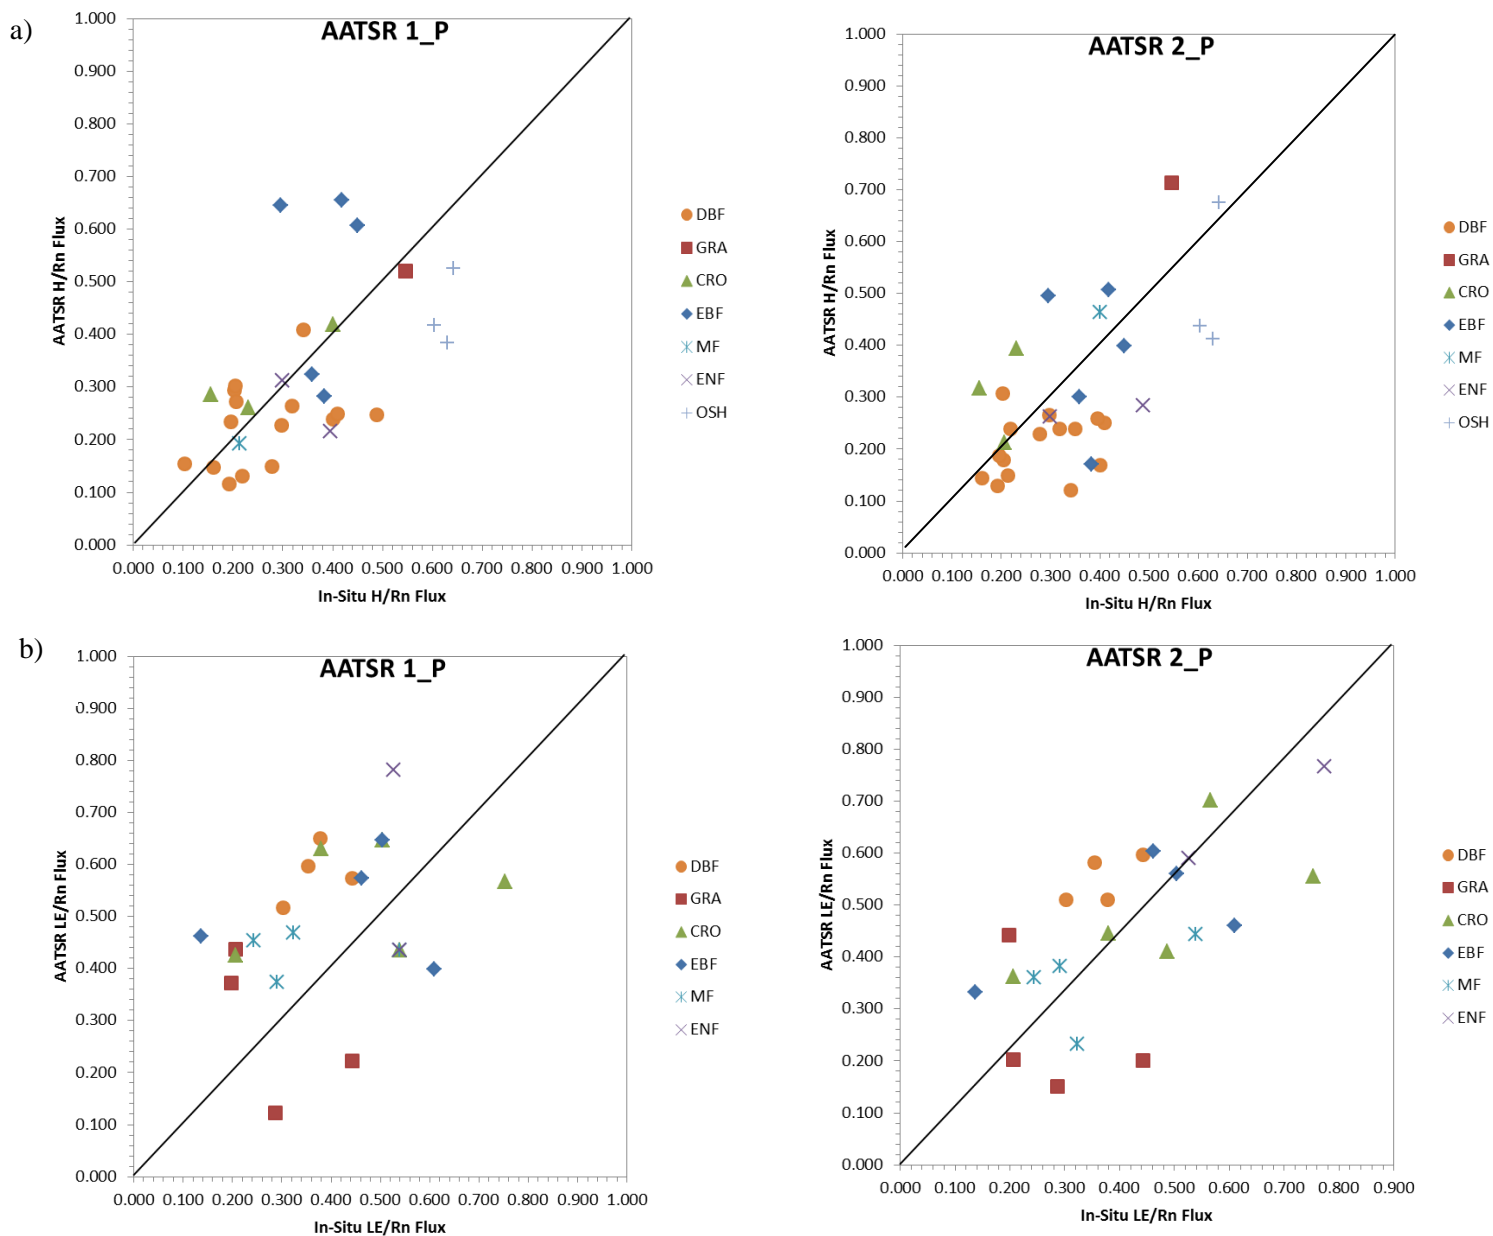 a)
AATSR 1_P
1.000
0.900
0.800
0.700
0.600
0.500
0.400
0.300
0.200
0.100
0.000
AATSR H/Rn Flux
0.000 0.100 0.200 0.300 0.400 0.500 0.600 0.700 0.800 0.900 1.000
In-Situ H/Rn Flux
DBF
GRA
CRO
EBF
MF
ENF
OSH
AATSR 2_P
1.000
0.900
0.800
0.700
0.600
0.500
0.400
0.300
0.200
0.100
0.000
AATSR H/Rn Flux
0.000 0.100 0.200 0.300 0.400 0.500 0.600 0.700 0.800 0.900 1.000
In-Situ H/Rn Flux
DBF
GRA
CRO
EBF
MF
ENF
OSH
b)
AATSR 1_P
1.000
0.900
0.800
0.700
0.600
0.500
0.400
0.300
0.200
0.100
0.000
AATSR LE/Rn Flux
0.000 0.100 0.200 0.300 0.400 0.500 0.600 0.700 0.800 0.900 1.000
In-Situ LE/Rn Flux
DBF
GRA
CRO
EBF
MF
ENF
AATSR 2_P
1.000
0.900
0.800
0.700
0.600
0.500
0.400
0.300
0.200
0.100
0.000
AATSR LE/Rn Flux
0.000 0.100 0.200 0.300 0.400 0.500 0.600 0.700 0.800 0.900
In-Situ LE/Rn Flux
DBF
GRA
CRO
EBF
MF
ENF